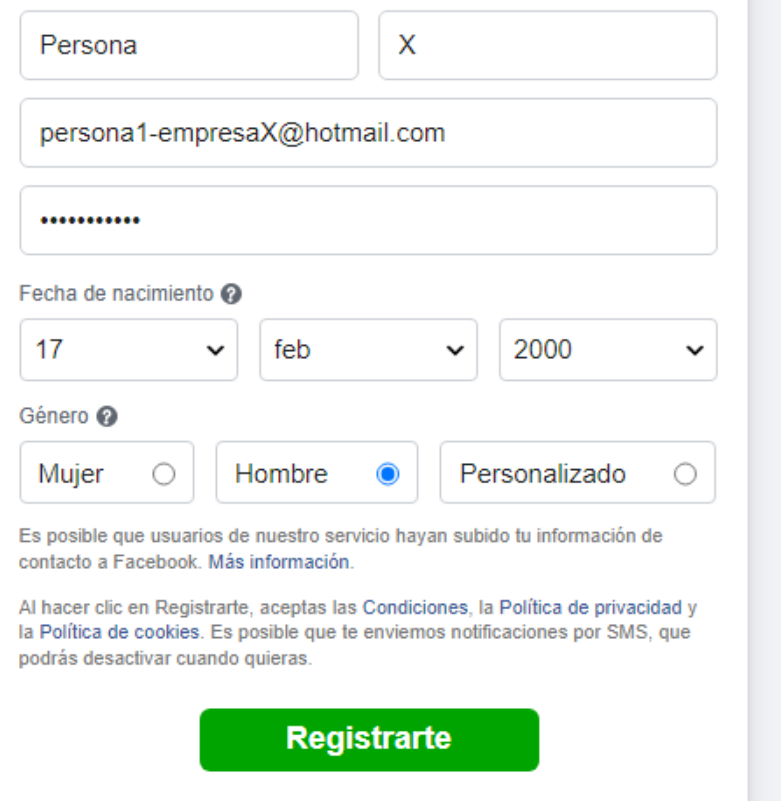 Persona X
persona1-empresaX@hotmail.com
•••••••••••
Fecha de nacimiento ?
17 feb 2000
Género ?
Mujer Hombre Personalizado
Es posible que usuarios de nuestro servicio hayan subido tu información de
contacto a Facebook. Más información.
Al hacer clic en Registrarte, aceptas las Condiciones, la Política de privacidad y
la Política de cookies. Es posible que te enviemos notificaciones por SMS, que
podrás desactivar cuando quieras.
Registrarte